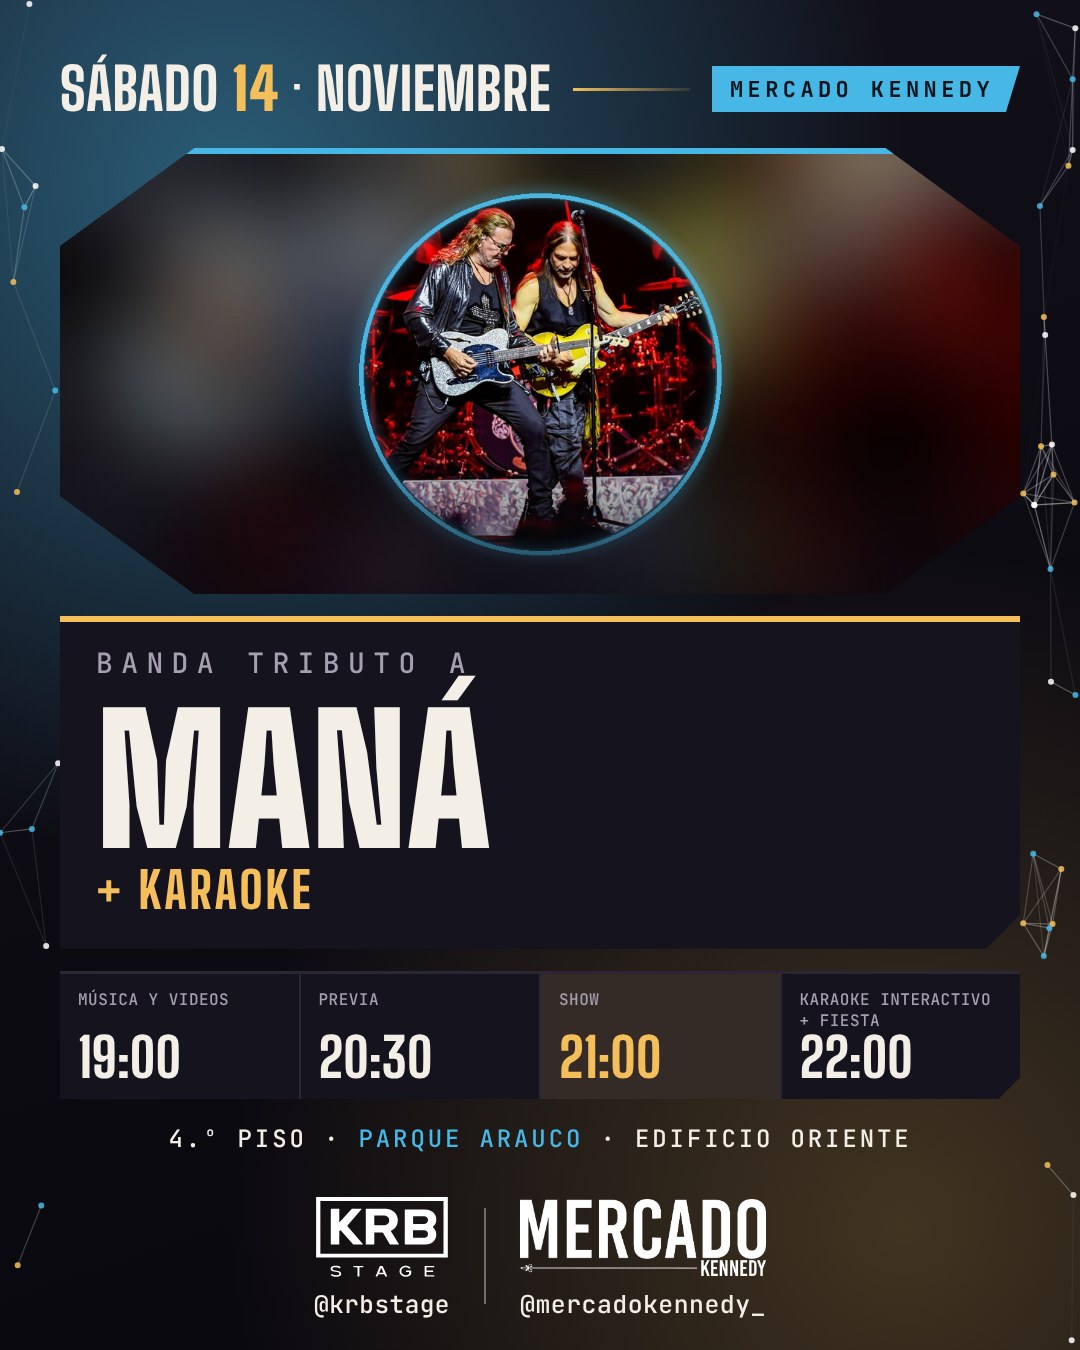 SÁBADO 14 · NOVIEMBRE
MERCADO KENNEDY
BANDA TRIBUTO A
MANÁ
+ KARAOKE
MÚSICA Y VIDEOS
19:00
PREVIA
20:30
SHOW
21:00
KARAOKE INTERACTIVO
+ FIESTA
22:00
4.º PISO · PARQUE ARAUCO · EDIFICIO ORIENTE
KRB
STAGE
@krbstage
MERCADO
KENNEDY
@mercadokennedy_